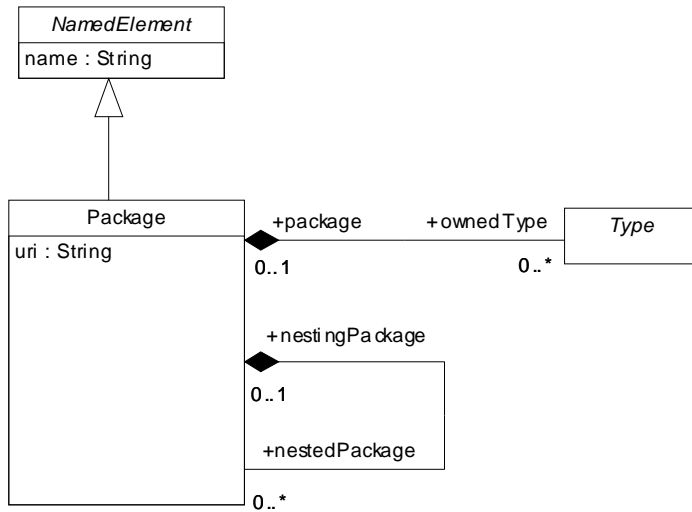 NamedElement
name : String
Package
uri : String
+package
+ownedType
Type
0..1
0..*
+nestingPackage
0..1
+nestedPackage
0..*